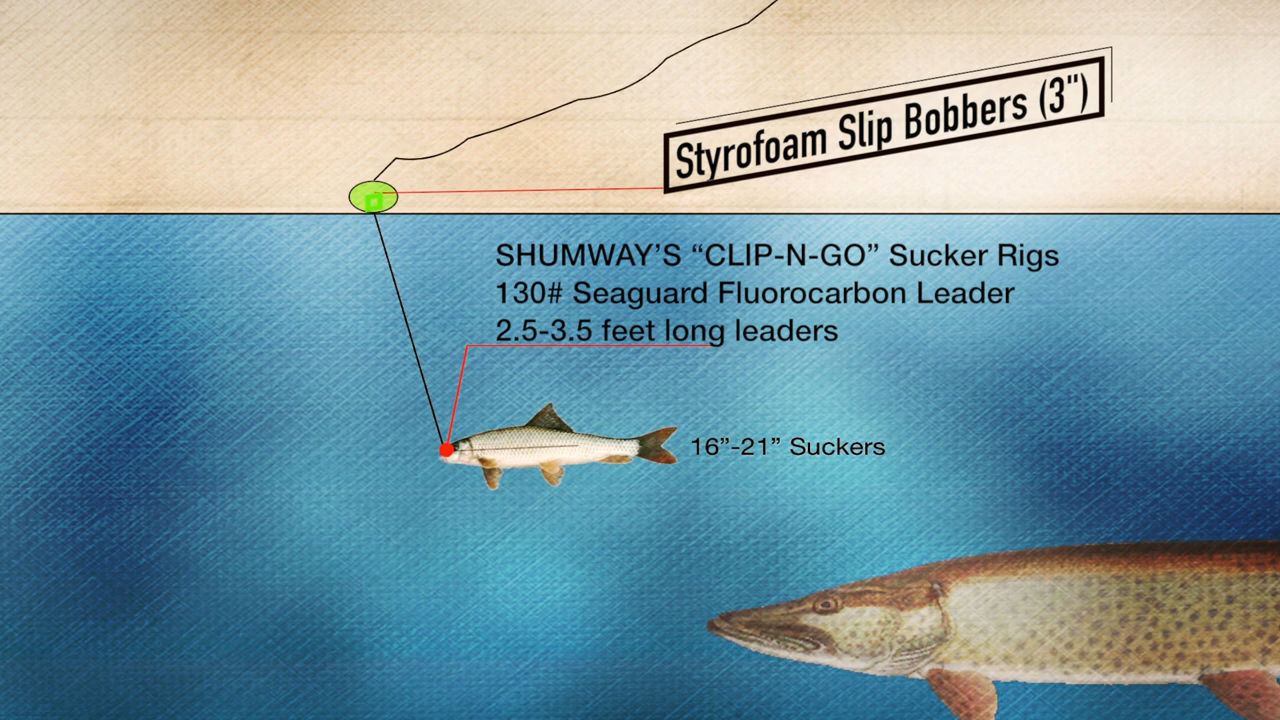 Styrofoam Slip Bobbers (3")
SHUMWAY’S “CLIP-N-GO” Sucker Rigs
130# Seaguard Fluorocarbon Leader
2.5-3.5 feet long leaders
16”-21” Suckers